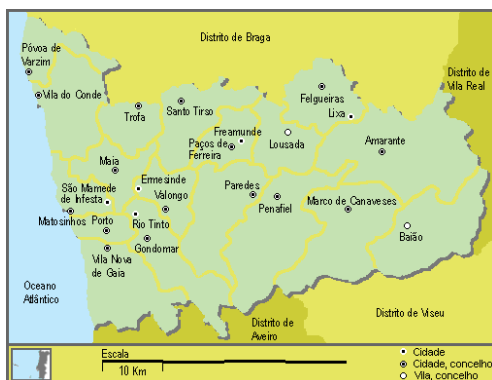 Distrito de Braga
Póvoa de
Varzim
Vila do Conde
Distrito de
Vila Real
Felgueiras
Lixa
Santo Tirso
Trofa
Freamunde
Paços de
Ferreira
Lousada
Amarante
Maia
Ermesinde
São Mamede
de Infesta
Valongo
Paredes
Penafiel
Marco de Canaveses
Matosinhos
Porto
Rio Tinto
Gondomar
Baião
Vila Nova
de Gaia
Oceano
Atlântico
Distrito de Viseu
Distrito de
Aveiro
Escala
10 Km
Cidade
Cidade, concelho
Vila, concelho